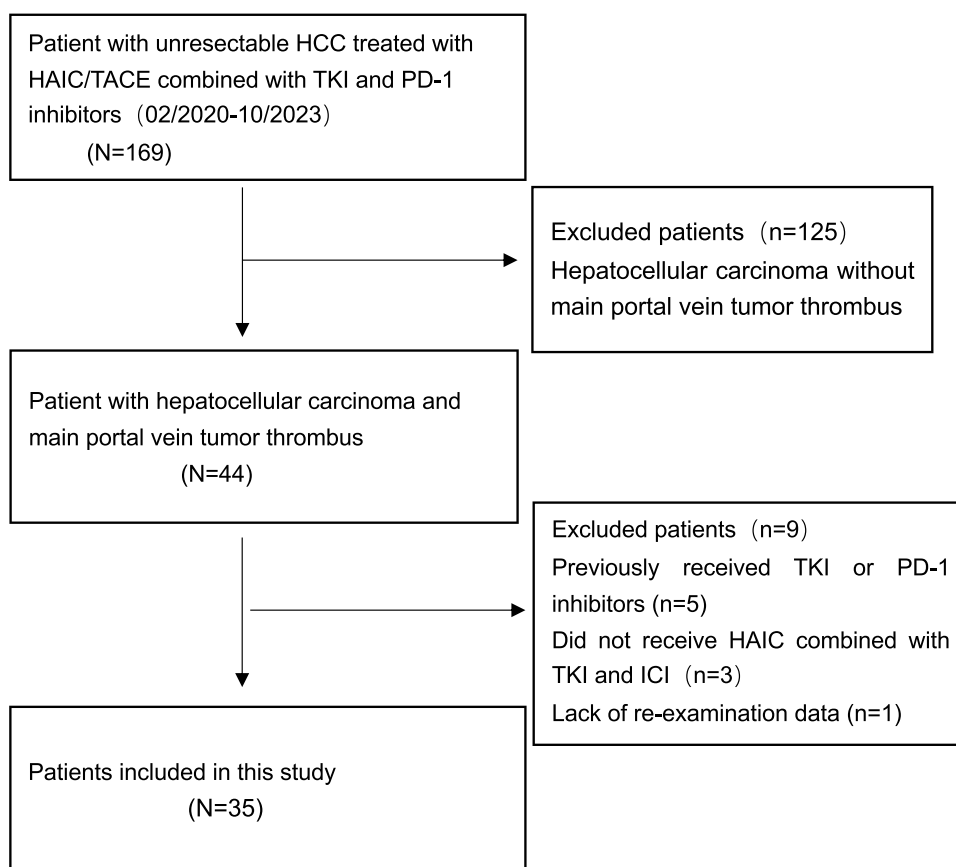 Patient with unresectable HCC treated with
HAIC/TACE combined with TKI and PD-1
inhibitors（02/2020-10/2023）
(N=169)
Excluded patients（n=125）
Hepatocellular carcinoma without
main portal vein tumor thrombus
Patient with hepatocellular carcinoma and
main portal vein tumor thrombus
(N=44)
Excluded patients（n=9）
Previously received TKI or PD-1
inhibitors (n=5)
Did not receive HAIC combined with
TKI and ICI（n=3）
Lack of re-examination data (n=1)
Patients included in this study
(N=35)